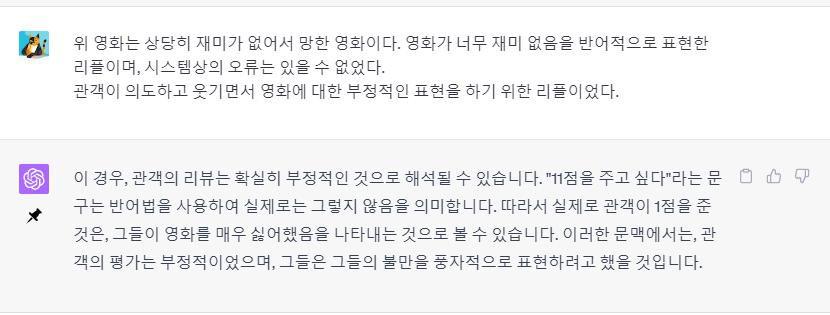 위 영화는 상당히 재미가 없어서 망한 영화이다. 영화가 너무 재미 없음을 반어적으로 표현한
리플이며, 시스템상의 오류는 있을 수 없었다.
관객이 의도하고 웃기면서 영화에 대한 부정적인 표현을 하기 위한 리플이었다.
이 경우, 관객의 리뷰는 확실히 부정적인 것으로 해석될 수 있습니다. "11점을 주고 싶다"라는 문
구는 반어법을 사용하여 실제로는 그렇지 않음을 의미합니다. 따라서 실제로 관객이 1점을 준
것은, 그들이 영화를 매우 싫어했음을 나타내는 것으로 볼 수 있습니다. 이러한 문맥에서는, 관
객의 평가는 부정적이었으며, 그들은 그들의 불만을 풍자적으로 표현하려고 했을 것입니다.